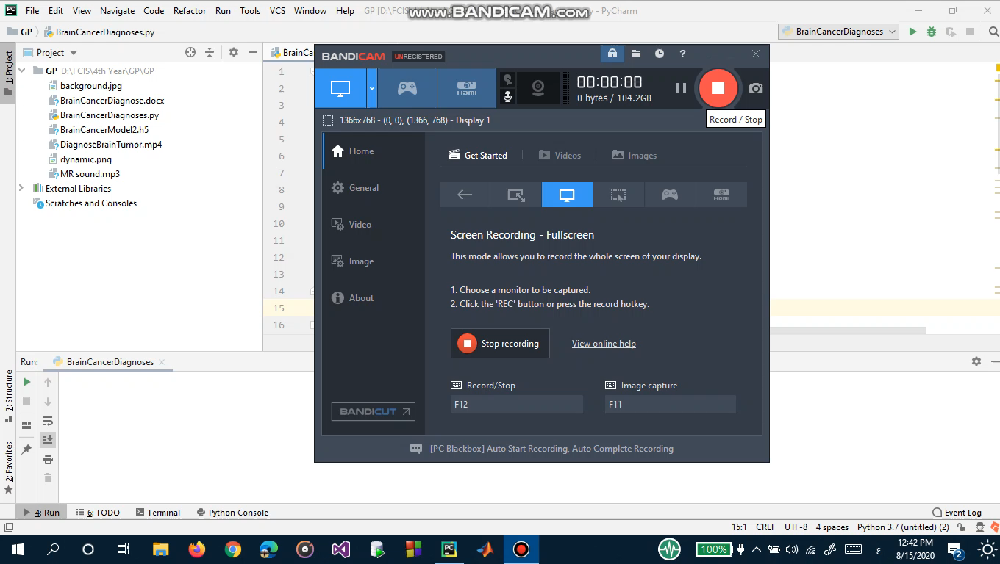 File Edit View Navigate Code Refactor Run Tools VCS Window Help GP [D:\FCIS\4th Year\GP\GP] - PyCharm
www.BANDICAM.com
GP BrainCancerDiagnoses.py
BrainCancerDiagnoses
Project
BrainCa
1: Project
GP D:\FCIS\4th Year\GP\GP
background.jpg
BrainCancerDiagnose.docx
BrainCancerDiagnoses.py
BrainCancerModel2.h5
DiagnoseBrainTumor.mp4
dynamic.png
MR sound.mp3
External Libraries
Scratches and Consoles
1
2
3
4
5
6
7
8
9
10
11
12
13
14
15
16
BANDICAM UNREGISTERED
HDMI
00:00:00
0 bytes / 104.2GB
Record / Stop
1366x768 - (0, 0), (1366, 768) - Display 1
Home
General
Video
Image
About
BANDICUT
Get Started Videos Images
HDMI
Screen Recording - Fullscreen
This mode allows you to record the whole screen of your display.
1. Choose a monitor to be captured.
2. Click the 'REC' button or press the record hotkey.
Stop recording View online help
Record/Stop Image capture
F12 F11
[PC Blackbox] Auto Start Recording, Auto Complete Recording
Run: BrainCancerDiagnoses
7: Structure
2: Favorites
4: Run 6: TODO Terminal Python Console Event Log
15:1 CRLF UTF-8 4 spaces Python 3.7 (untitled) (2)
100% ع 12:42 PM
8/15/2020 2